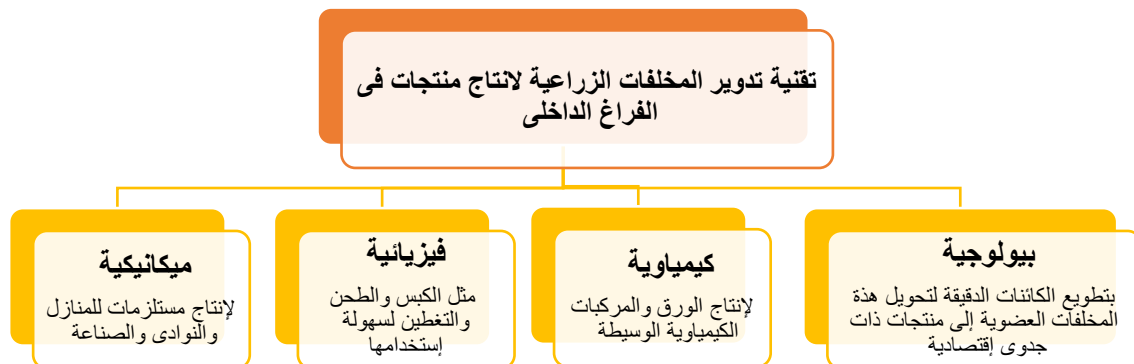 تقنية تدوير المخلفات الزراعية لانتاج منتجات فى
الفراغ الداخلى
بيولوجية
بتطويع الكائنات الدقيقة لتحويل هذة
المخلفات العضوية إلى منتجات ذات
جدوى إقتصادية
كيمياوية
لإنتاج الورق والمركبات
الكيمياوية الوسيطة
فيزيائية
مثل الكبس والطحن
والتغطين لسهولة
إستخدامها
ميكانيكية
لإنتاج مستلزمات للمنازل
والنوادى والصناعة